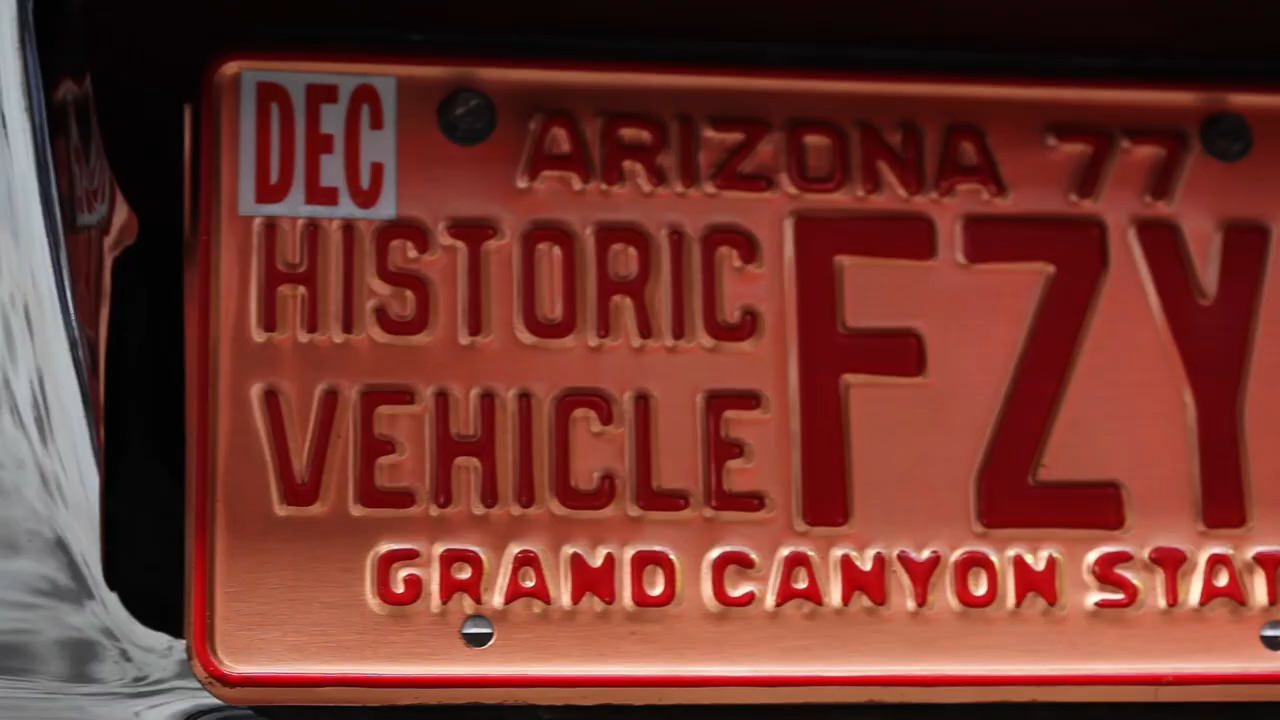 DEC
ARIZONA 77
HISTORIC
VEHICLE
FZY
GRAND CANYON STAT